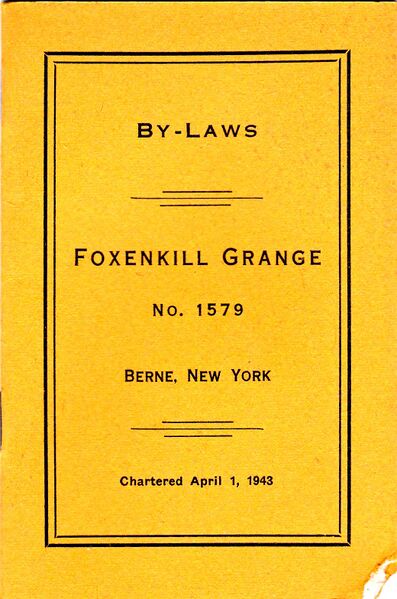 By-Laws
Foxenkill Grange
No. 1579
Berne, New York
Chartered April 1, 1943